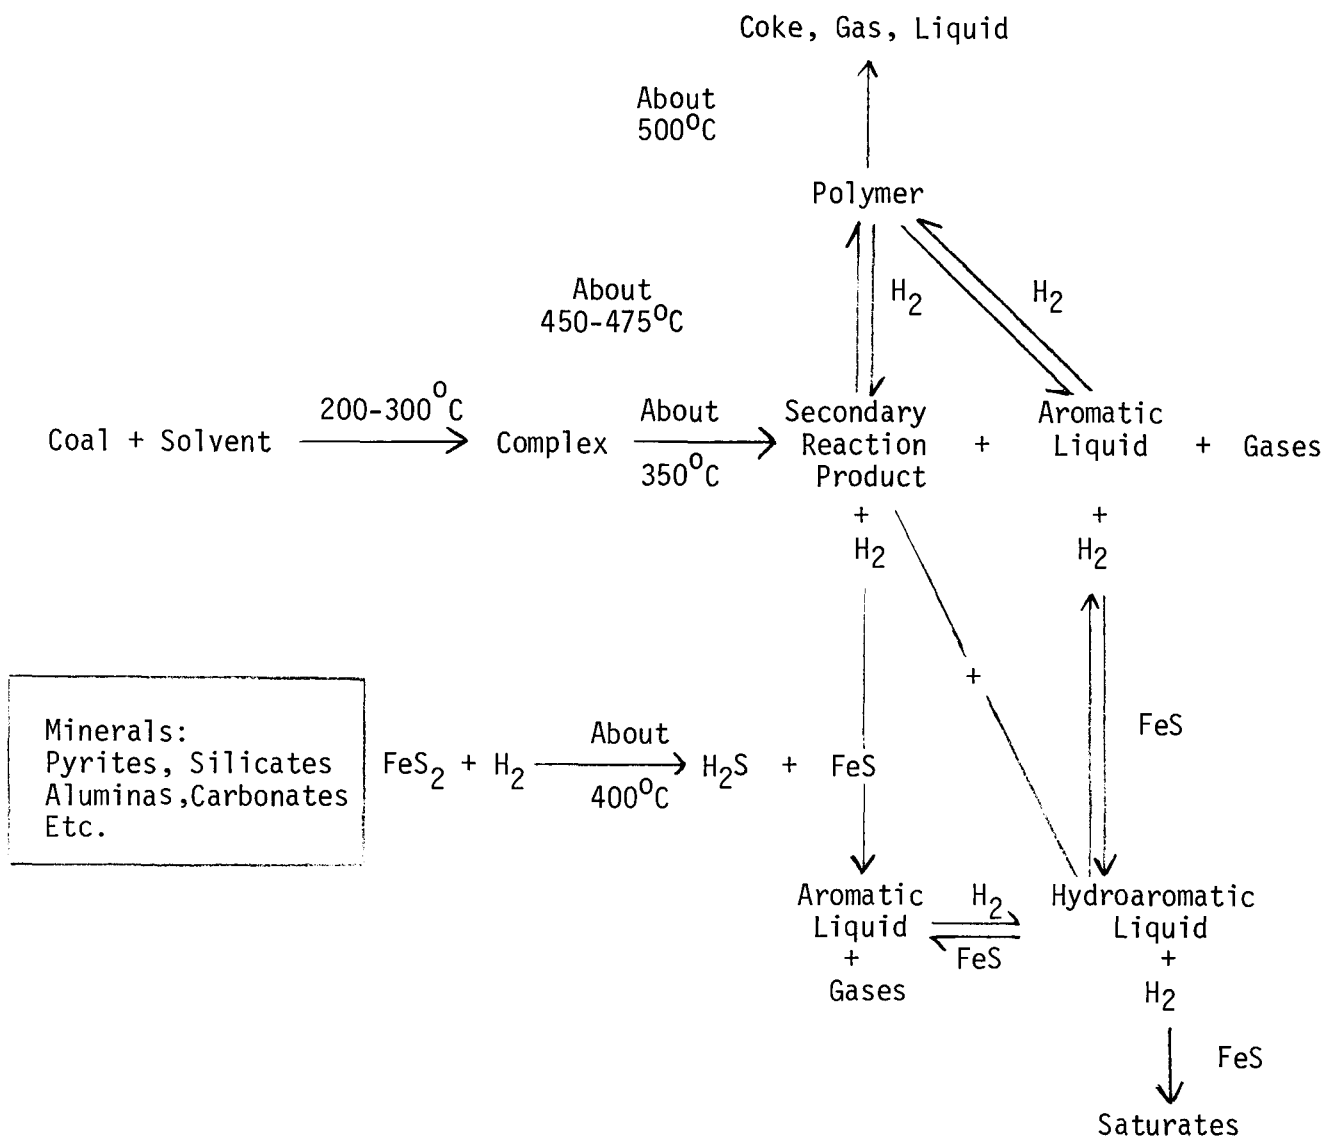 Coke, Gas, Liquid
About
500°C
Polymer
About
450-475°C
H2
H2
200-300°C
Coal + Solvent
Complex
About
350°C
Secondary
Reaction
Product
+
Aromatic
Liquid
+ Gases
+
H2
+
H2
+
FeS
Minerals:
Pyrites, Silicates
Aluminas,Carbonates
Etc.
FeS2 + H2
About
400°C
H2S + FeS
Aromatic
Liquid
+
Gases
H2
FeS
Hydroaromatic
Liquid
+
H2
FeS
Saturates